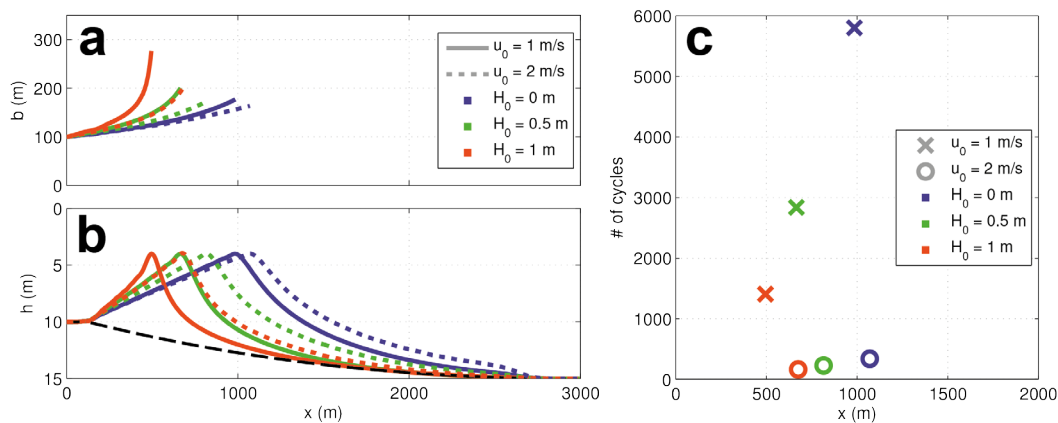 a
b (m)
300
200
100
0
u₀ = 1 m/s
u₀ = 2 m/s
H₀ = 0 m
H₀ = 0.5 m
H₀ = 1 m
b
h (m)
0
5
10
15
0 1000 2000 3000
x (m)
c
# of cycles
6000
5000
4000
3000
2000
1000
0
u₀ = 1 m/s
u₀ = 2 m/s
H₀ = 0 m
H₀ = 0.5 m
H₀ = 1 m
0 500 1000 1500 2000
x (m)